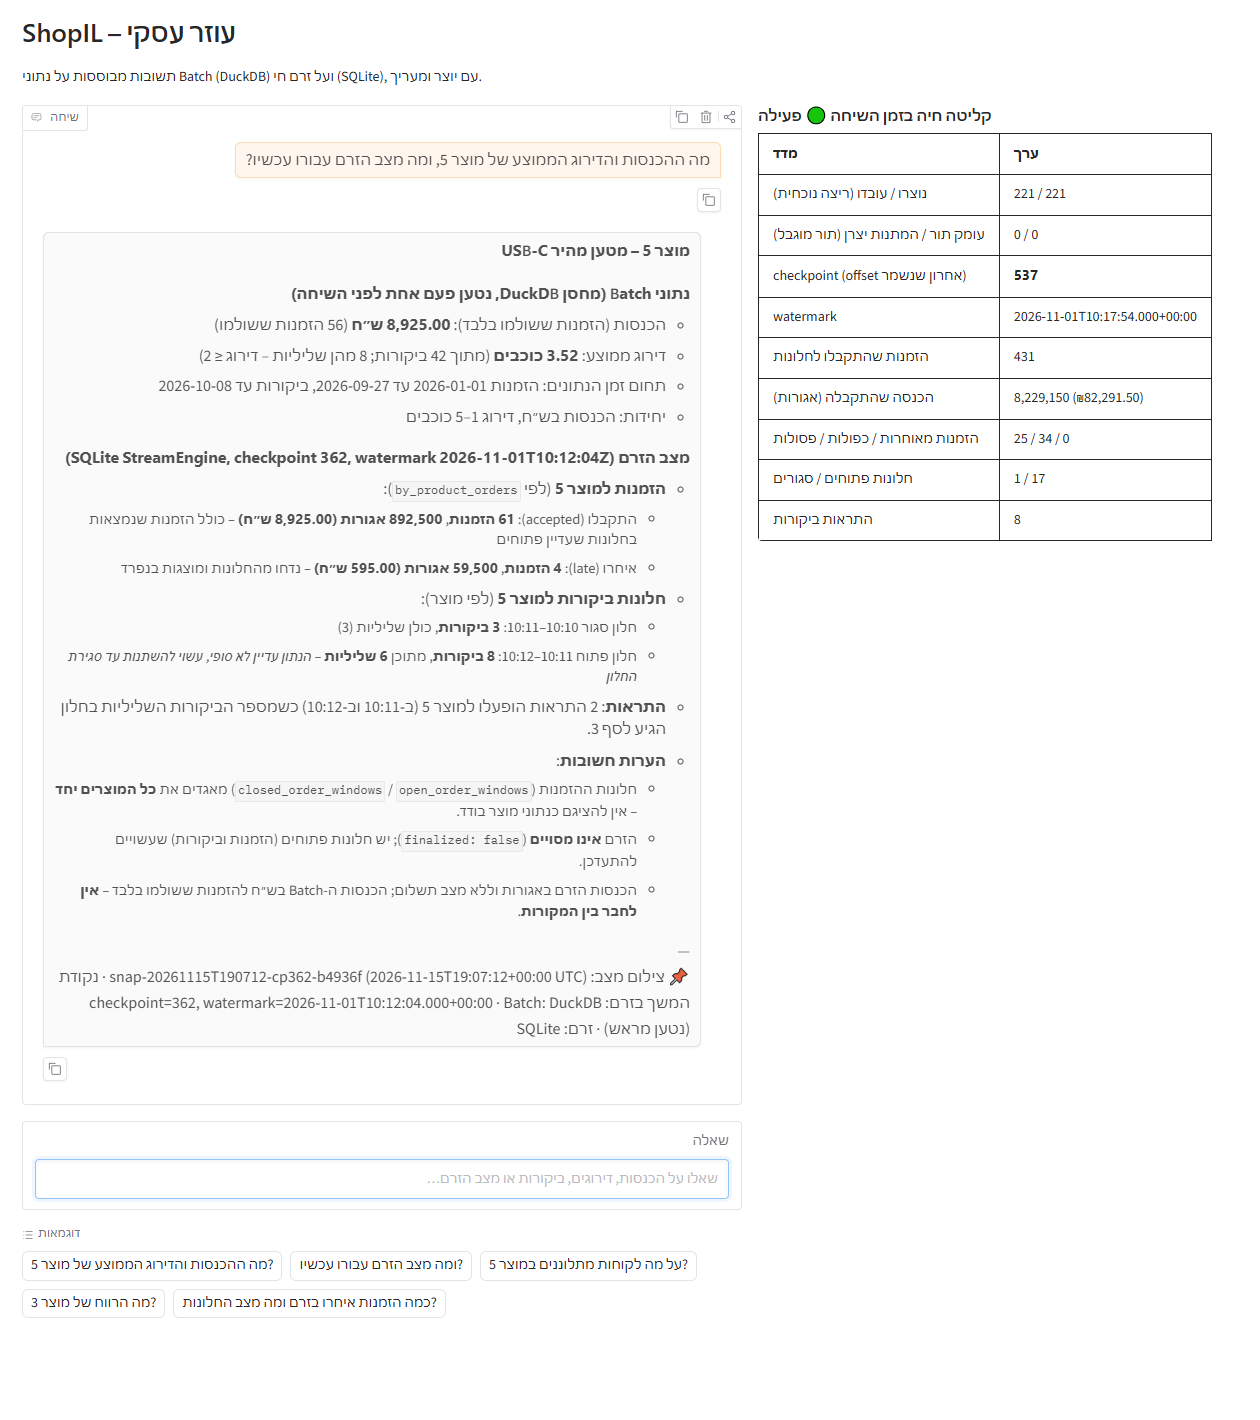 ShopIL – עוזר עסקי
תשובות מבוססות על נתוני Batch (DuckDB) ועל זרם חי (SQLite), עם יוצר ומעריך.
שיחה
מה ההכנסות והדירוג הממוצע של מוצר 5, ומה מצב הזרם עבורו עכשיו?
מוצר 5 – מטען מהיר USB-C
נתוני Batch (מחסן DuckDB, נטען פעם אחת לפני השיחה)
הכנסות (הזמנות ששולמו בלבד): 8,925.00 ש״ח (56 הזמנות ששולמו)
דירוג ממוצע: 3.52 כוכבים (מתוך 42 ביקורות; 8 מהן שליליות – דירוג ≤ 2)
תחום זמן הנתונים: הזמנות 2026-01-01 עד 2026-09-27, ביקורות עד 2026-10-08
יחידות: הכנסות בש״ח, דירוג 1–5 כוכבים
מצב הזרם (SQLite StreamEngine, checkpoint 362, watermark 2026-11-01T10:12:04Z)
הזמנות למוצר 5 (לפי by_product_orders):
התקבלו (accepted): 61 הזמנות, 892,500 אגורות (8,925.00 ש״ח) – כולל הזמנות שנמצאות
בחלונות שעדיין פתוחים
איחרו (late): 4 הזמנות, 59,500 אגורות (595.00 ש״ח) – נדחו מהחלונות ומוצגות בנפרד
חלונות ביקורות למוצר 5 (לפי מוצר):
חלון סגור 10:10–10:11: 3 ביקורות, כולן שליליות (3)
חלון פתוח 10:11–10:12: 8 ביקורות, מתוכן 6 שליליות – הנתון עדיין לא סופי, עשוי להשתנות עד סגירת
החלון
התראות: 2 התראות הופעלו למוצר 5 (ב-10:11 וב-10:12) כשמספר הביקורות השליליות בחלון
הגיע לסף 3.
הערות חשובות:
חלונות ההזמנות (open_order_windows / closed_order_windows) מאגדים את כל המוצרים יחד
– אין להציגם כנתוני מוצר בודד.
הזרם אינו מסויים (finalized: false); יש חלונות פתוחים (הזמנות וביקורות) שעשויים
להתעדכן.
הכנסות הזרם באגורות וללא מצב תשלום; הכנסות ה-Batch בש״ח להזמנות ששולמו בלבד – אין
לחבר בין המקורות.
—
📌 צילום מצב: snap-20261115T190712-cp362-b4936f (2026-11-15T19:07:12+00:00 UTC) · נקודת
המשך בזרם: checkpoint=362, watermark=2026-11-01T10:12:04.000+00:00 · Batch: DuckDB
(נטען מראש) · זרם: SQLite
שאלה
שאלו על הכנסות, דירוגים, ביקורות או מצב הזרם...
דוגמאות
מה ההכנסות והדירוג הממוצע של מוצר 5?
ומה מצב הזרם עבורו עכשיו?
על מה לקוחות מתלוננים במוצר 5?
מה הרווח של מוצר 3?
כמה הזמנות איחרו בזרם ומה מצב החלונות?
קליטה חיה בזמן השיחה 🟢 פעילה
מדד ערך
נוצרו / עובדו (ריצה נוכחית) 221 / 221
עומק תור / המתנות יצרן (תור מוגבל) 0 / 0
checkpoint (offset אחרון שנשמר) 537
watermark 2026-11-01T10:17:54.000+00:00
הזמנות שהתקבלו לחלונות 431
הכנסה שהתקבלה (אגורות) 8,229,150 (₪82,291.50)
הזמנות מאוחרות / כפולות / פסולות 25 / 34 / 0
חלונות פתוחים / סגורים 1 / 17
התראות ביקורות 8